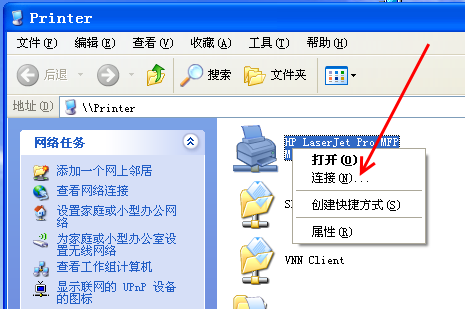 Printer
文件(F) 编辑(E) 查看(V) 收藏(A) 工具(T) 帮助(H)
后退 搜索 文件夹
地址(D) \\Printer
网络任务
添加一个网上邻居
查看网络连接
设置家庭或小型办公网
络
为家庭或小型办公室设
置无线网络
查看工作组计算机
显示联网的 UPnP 设备
的图标
HP LaserJet Pro MFP
打开(O)
连接(N)...
创建快捷方式(S)
属性(R)
VNN Client